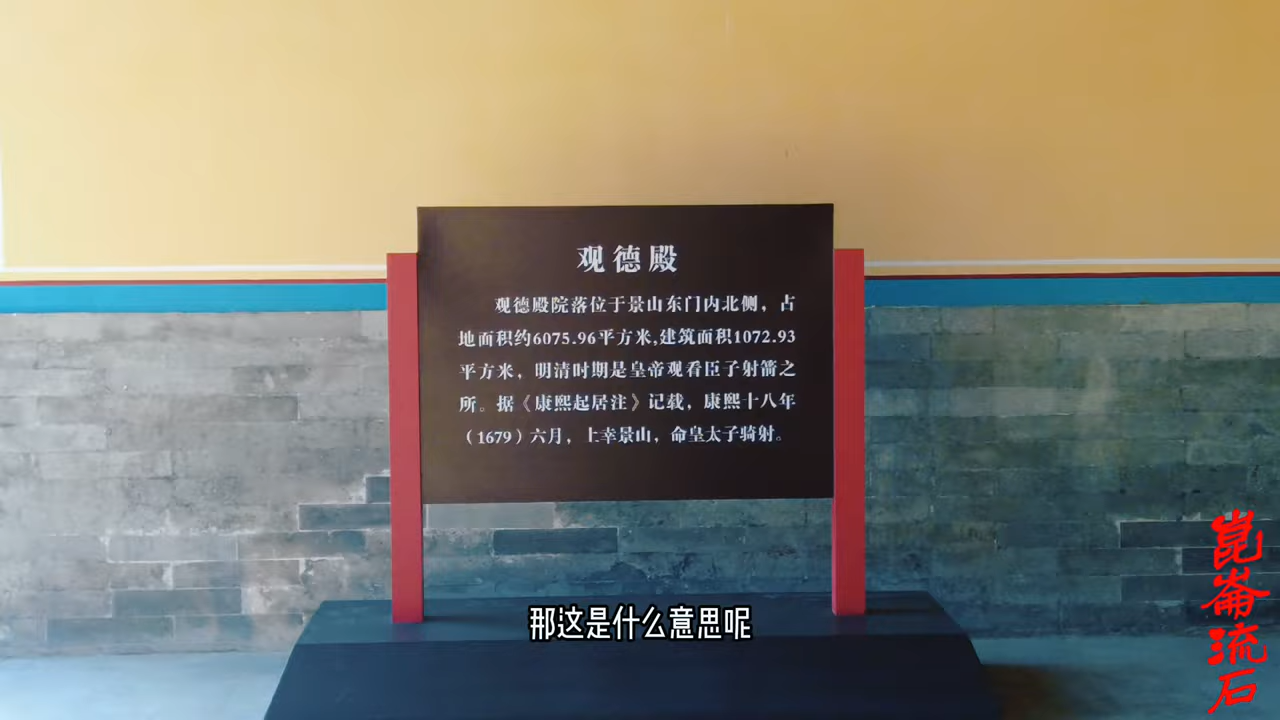 观德殿
观德殿院落位于景山东门内北侧，占
地面积约6075.96平方米,建筑面积1072.93
平方米，明清时期是皇帝观看臣子射箭之
所。据《康熙起居注》记载，康熙十八年
（1679）六月，上幸景山，命皇太子骑射。
那这是什么意思呢
崑崙流石